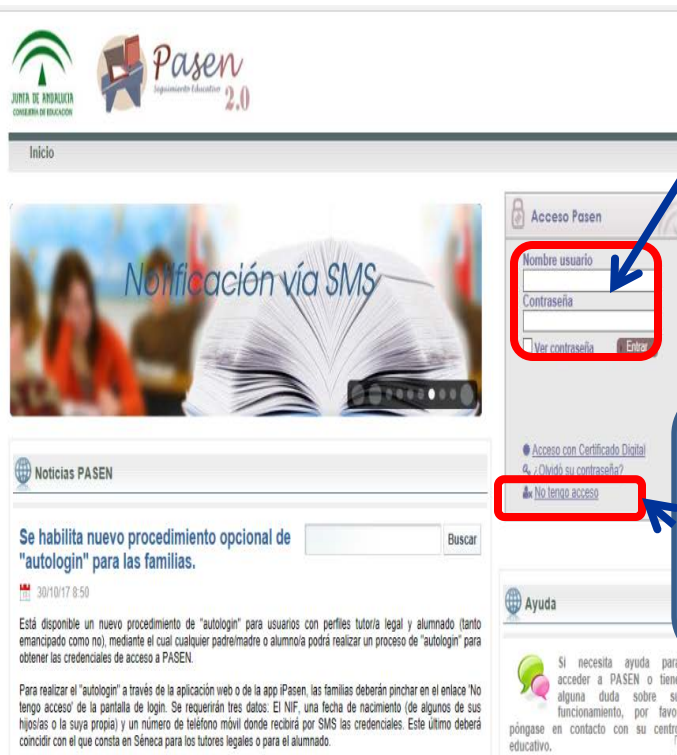 JUNTA DE ANDALUCIA
CONSEJERÍA DE EDUCACIÓN
Pasen
Seguimiento Educativo
2.0
Inicio
Notificación vía SMS
Acceso Pasen
Nombre usuario
Contraseña
Ver contraseña
Entrar
Acceso con Certificado Digital
¿Olvidó su contraseña?
No tengo acceso
Noticias PASEN
Se habilita nuevo procedimiento opcional de
"autologin" para las familias.
Buscar
30/10/17 8:50
Está disponible un nuevo procedimiento de "autologin" para usuarios con perfiles tutor/a legal y alumnado (tanto
emancipado como no), mediante el cual cualquier padre/madre o alumno/a podrá realizar un proceso de "autologin" para
obtener las credenciales de acceso a PASEN.
Para realizar el "autologin" a través de la aplicación web o de la app iPasen, las familias deberán pinchar en el enlace 'No
tengo acceso' de la pantalla de login. Se requerirán tres datos: El NIF, una fecha de nacimiento (de algunos de sus
hijos/as o la suya propia) y un número de teléfono móvil donde recibirá por SMS las credenciales. Este último deberá
coincidir con el que consta en Séneca para los tutores legales o para el alumnado.
Ayuda
Si necesita ayuda para
acceder a PASEN o tiene
alguna duda sobre su
funcionamiento, por favo
póngase en contacto con su centro
educativo.